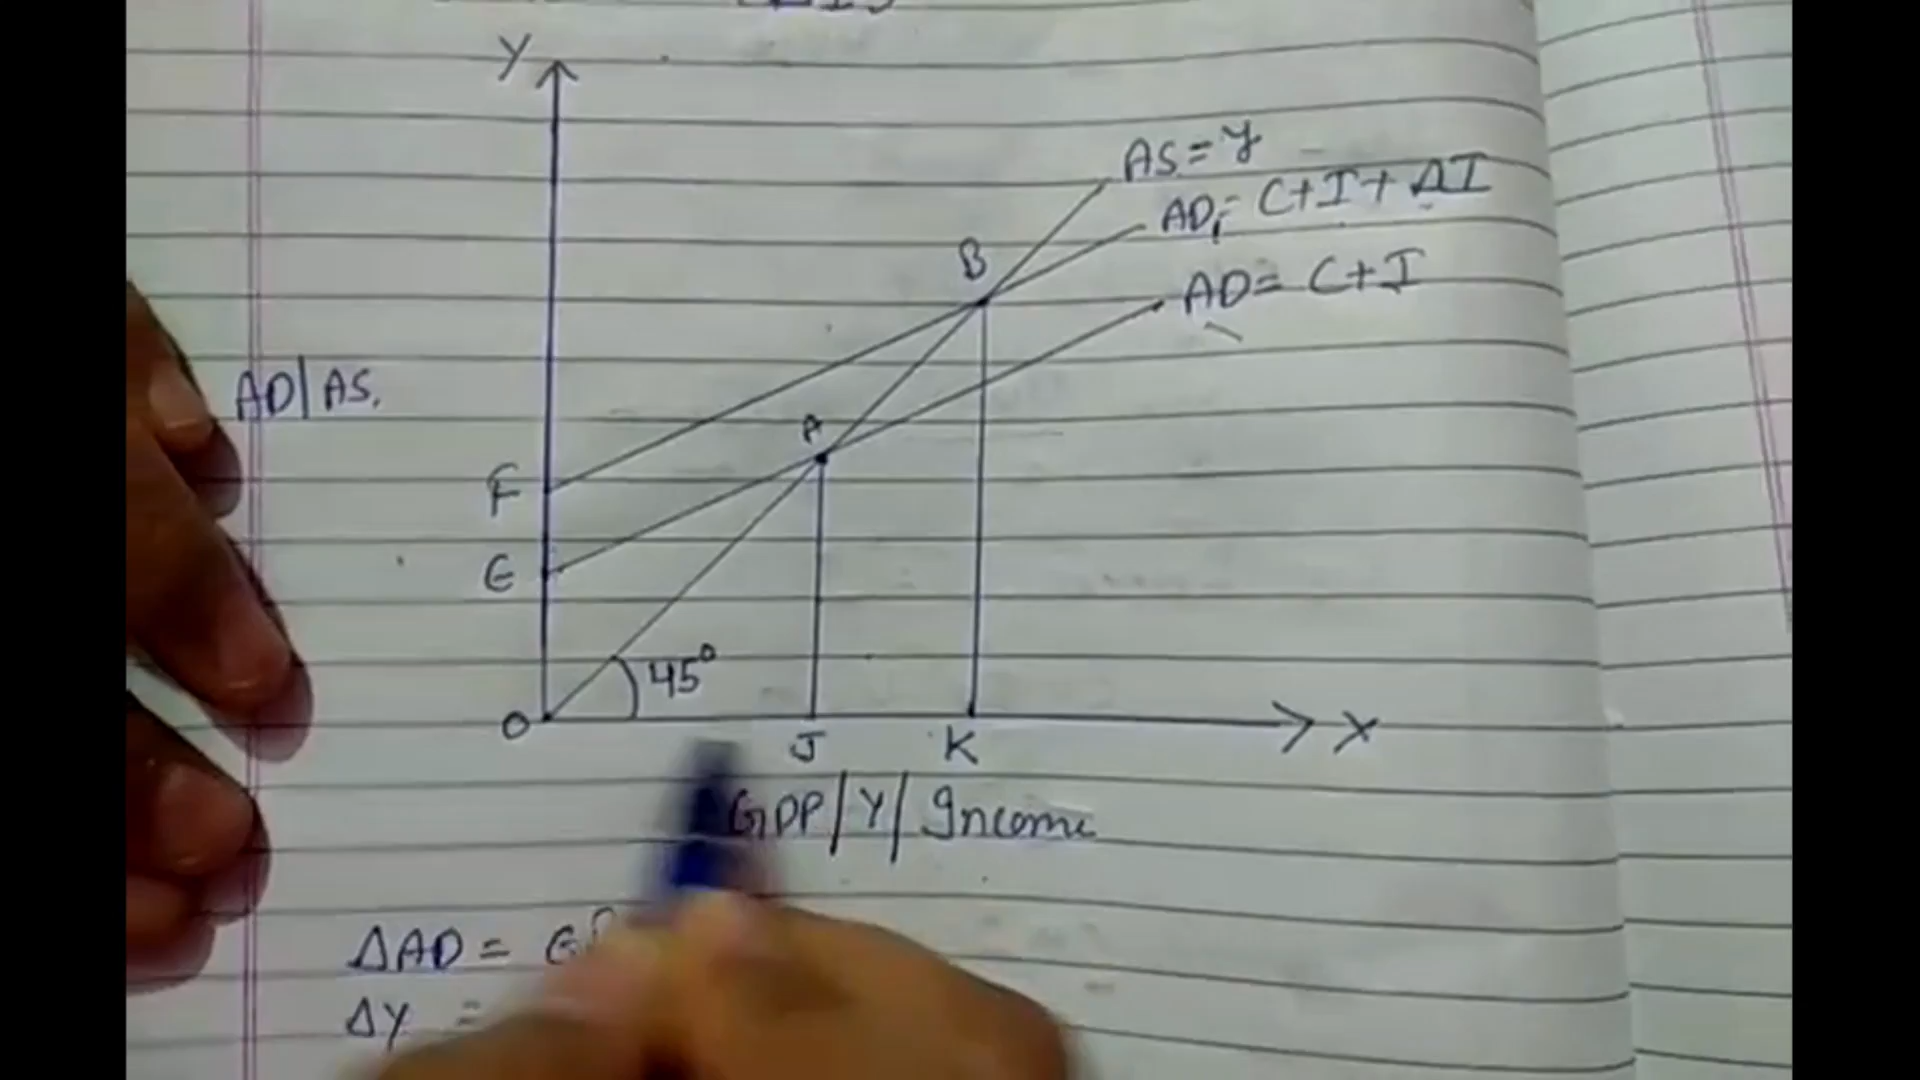 Y
AS = y
AD₁ = C+I+ΔI
B
AD = C+I
AD|AS.
A
F
E
45°
O
J K X
GDP/Y/Income
ΔAD =
ΔY =